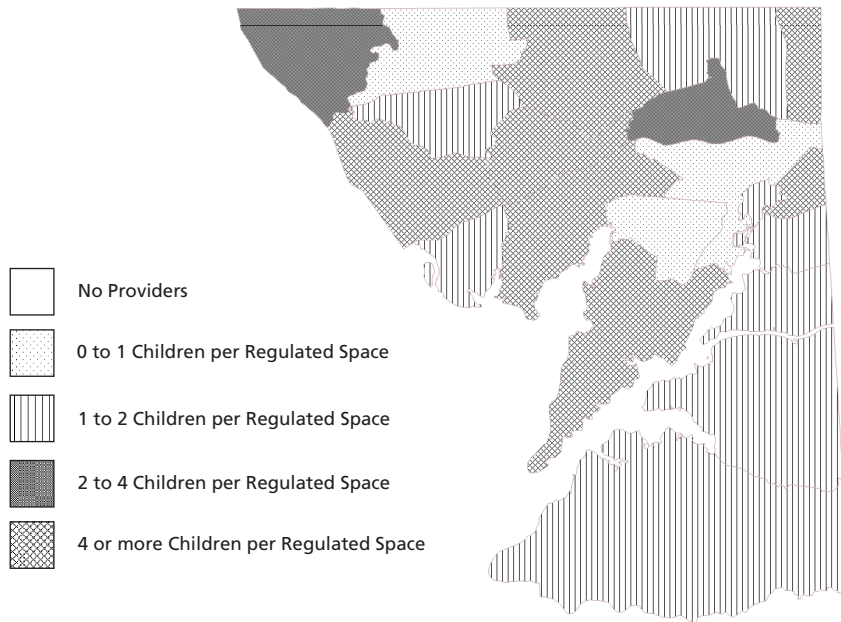 No Providers
0 to 1 Children per Regulated Space
1 to 2 Children per Regulated Space
2 to 4 Children per Regulated Space
4 or more Children per Regulated Space